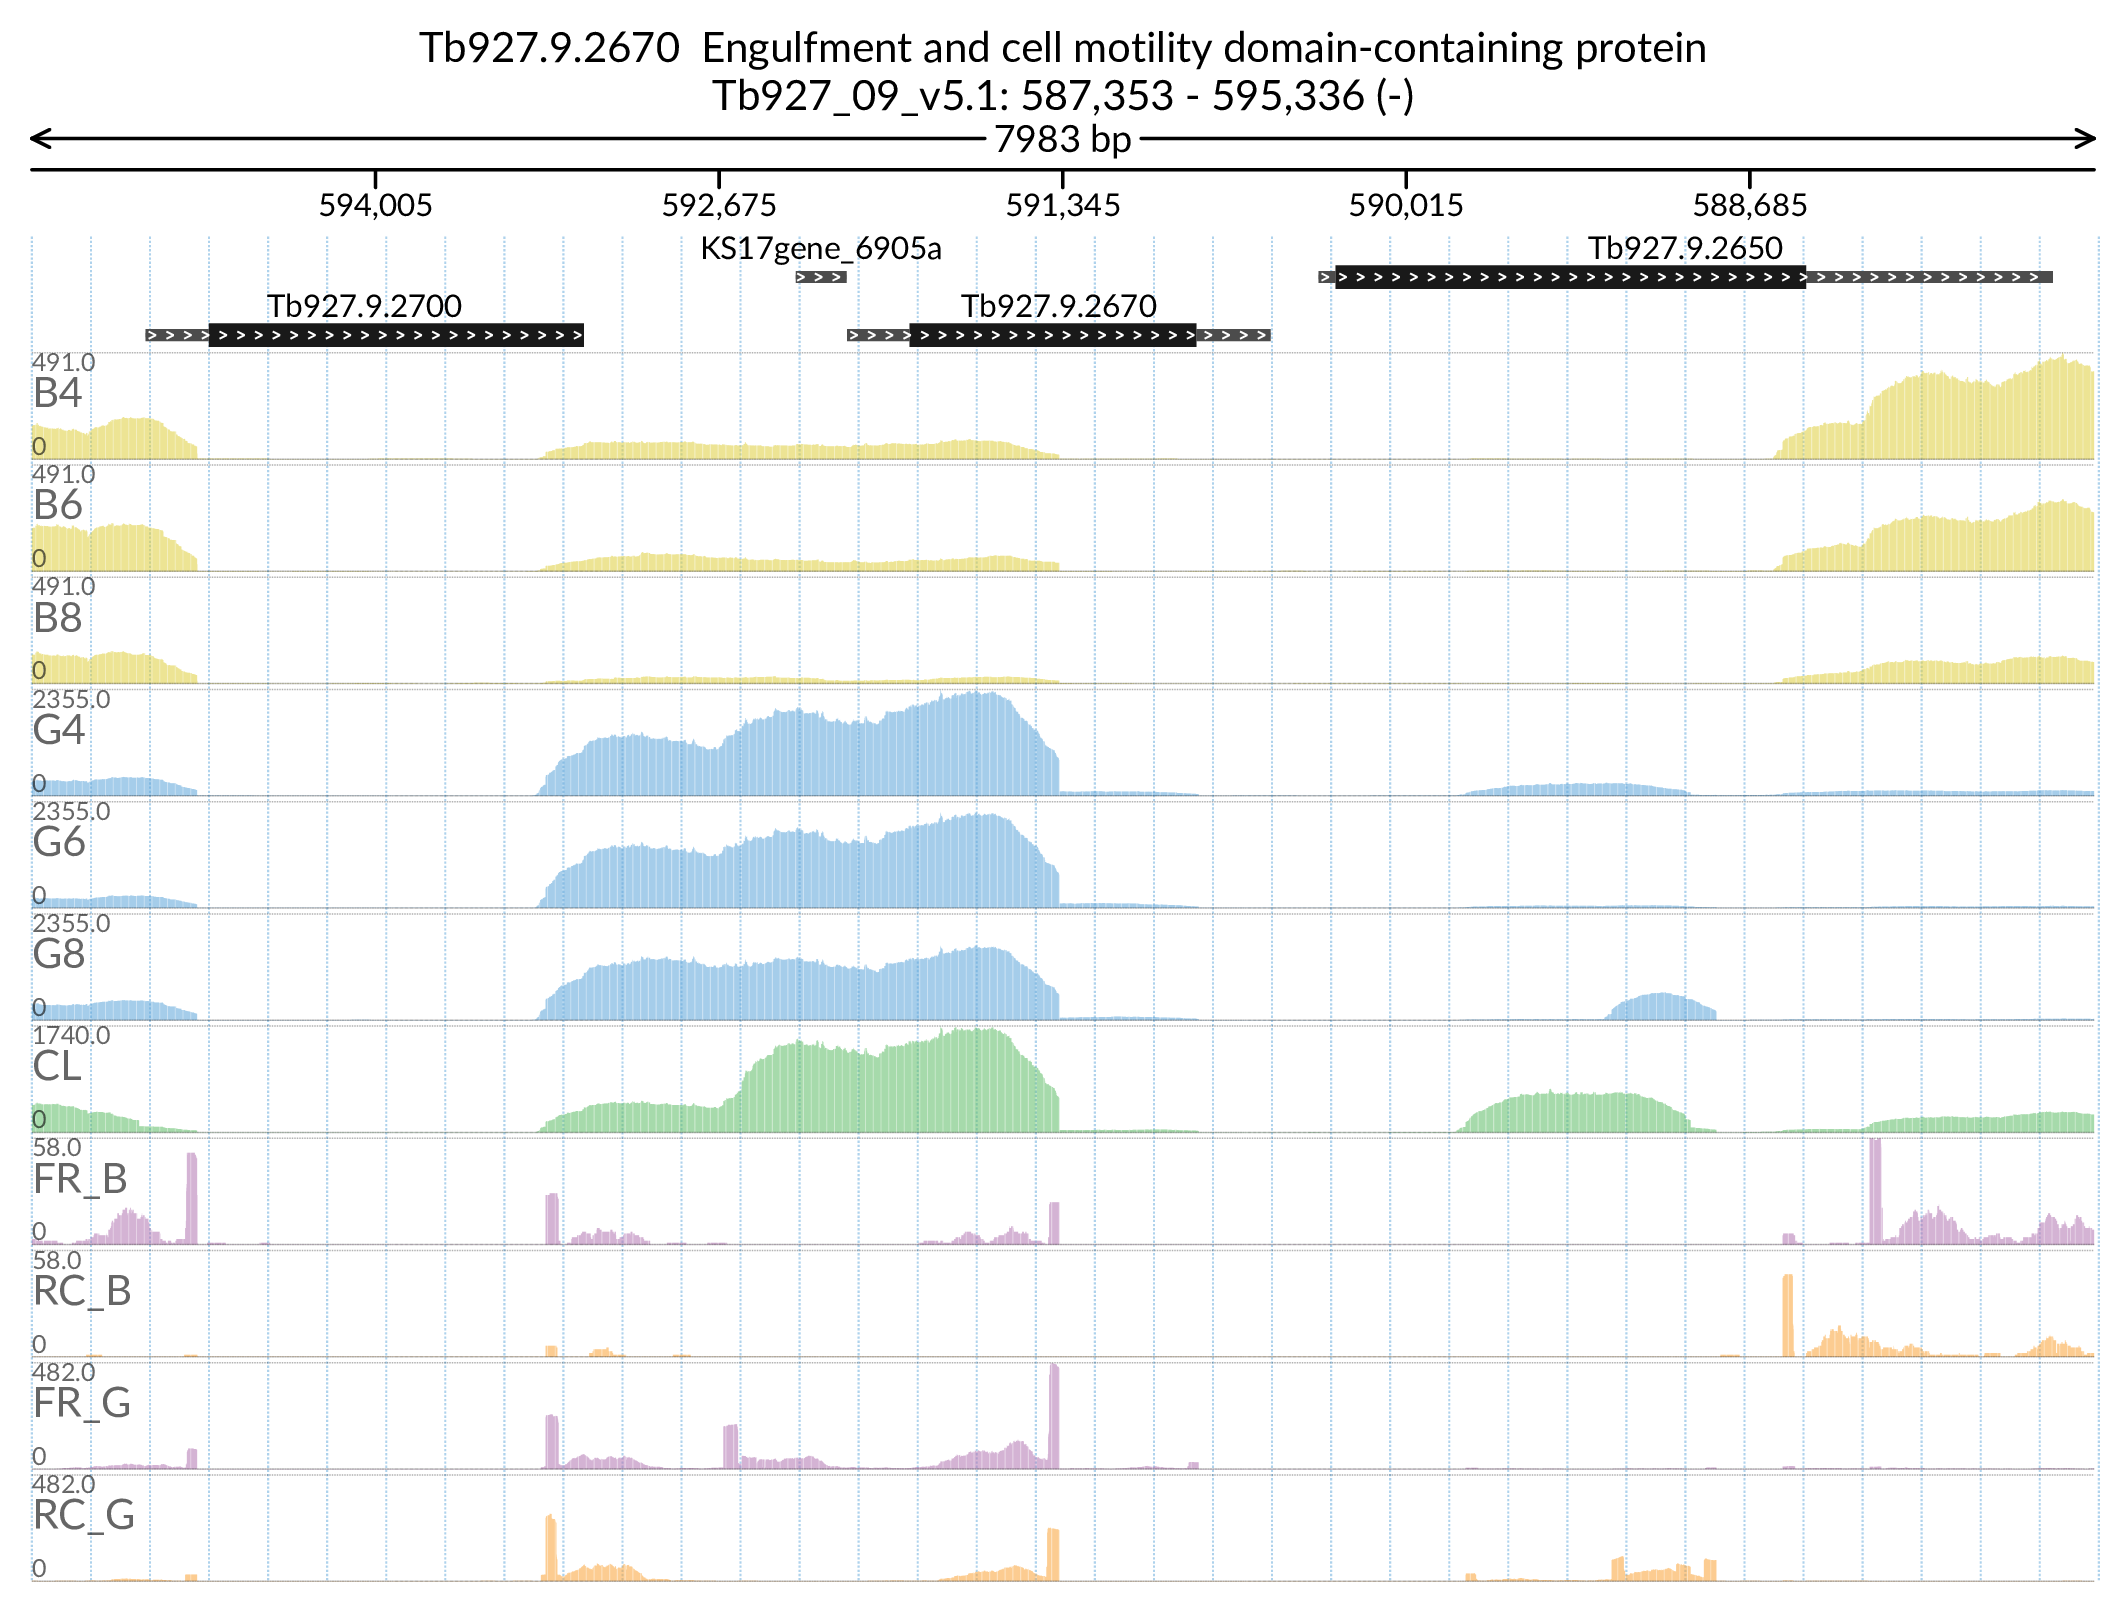 Tb927.9.2670  Engulfment and cell motility domain-containing protein
Tb927_09_v5.1: 587,353 - 595,336 (-)
7983 bp
594,005 592,675 591,345 590,015 588,685
KS17gene_6905a Tb927.9.2650
Tb927.9.2700 Tb927.9.2670
491.0
B4
0
491.0
B6
0
491.0
B8
0
2355.0
G4
0
2355.0
G6
0
2355.0
G8
0
1740.0
CL
0
58.0
FR_B
0
58.0
RC_B
0
482.0
FR_G
0
482.0
RC_G
0